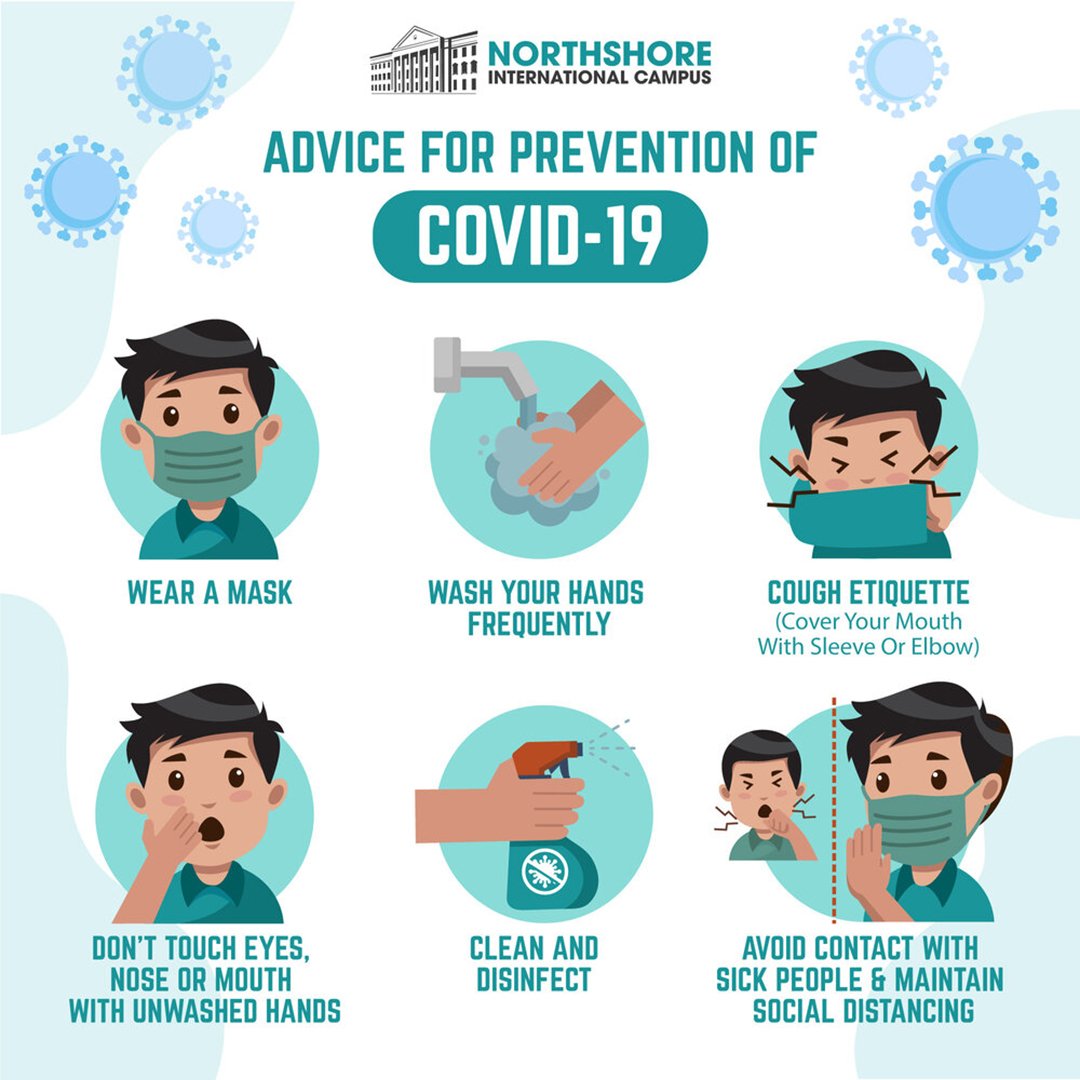 NORTHSHORE
INTERNATIONAL CAMPUS
ADVICE FOR PREVENTION OF
COVID-19
WEAR A MASK
WASH YOUR HANDS
FREQUENTLY
COUGH ETIQUETTE
(Cover Your Mouth
With Sleeve Or Elbow)
DON'T TOUCH EYES,
NOSE OR MOUTH
WITH UNWASHED HANDS
CLEAN AND
DISINFECT
AVOID CONTACT WITH
SICK PEOPLE & MAINTAIN
SOCIAL DISTANCING